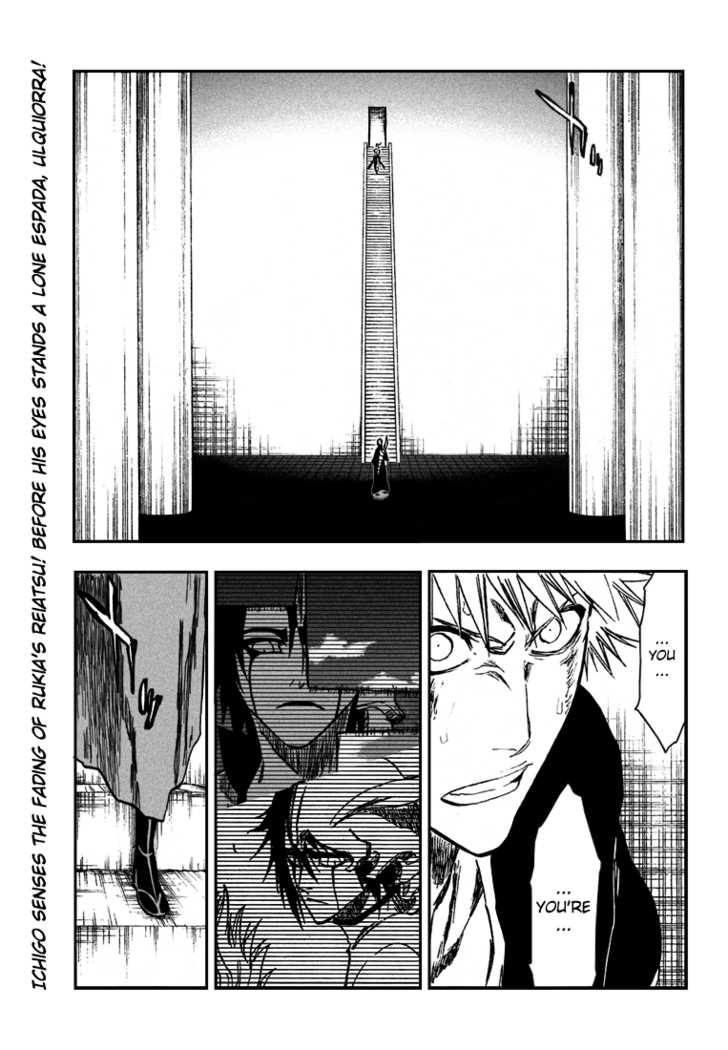 ICHIGO SENSES THE FADING OF RUKIA'S REIATSU! BEFORE HIS EYES STANDS A LONE ESPADA, ULQUIORRA!
...
YOU
...
...
YOU'RE
...